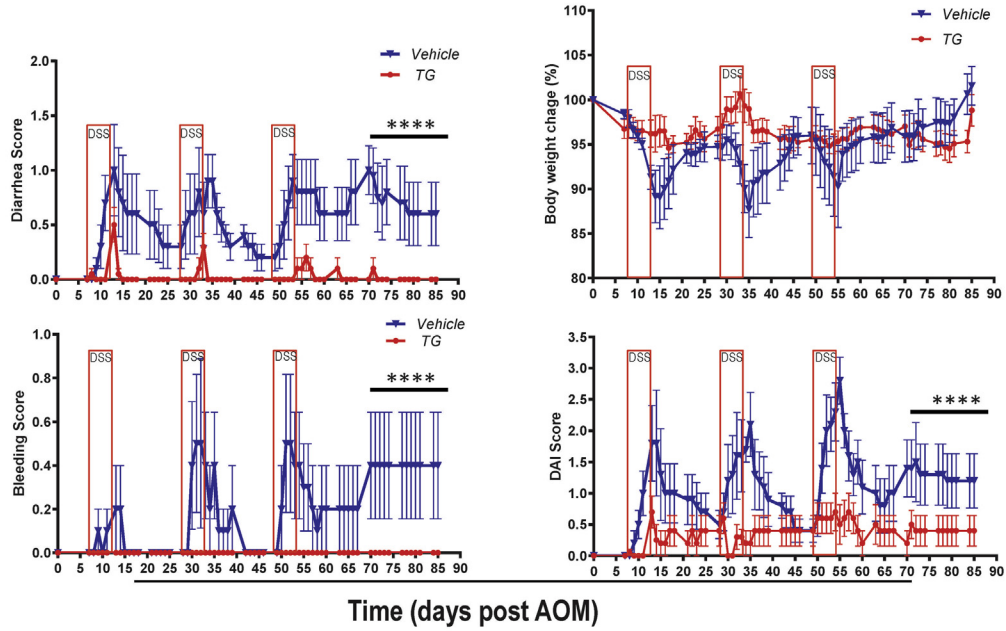 Vehicle
TG
Diarrhea Score
2.0
1.5
1.0
0.5
0.0
DSS
DSS
DSS
****
0 5 10 15 20 25 30 35 40 45 50 55 60 65 70 75 80 85 90
Vehicle
TG
Body weight chage (%)
110
105
100
95
90
85
80
DSS
DSS
DSS
0 5 10 15 20 25 30 35 40 45 50 55 60 65 70 75 80 85 90
Vehicle
TG
Bleeding Score
1.0
0.8
0.6
0.4
0.2
0.0
DSS
DSS
DSS
****
0 5 10 15 20 25 30 35 40 45 50 55 60 65 70 75 80 85 90
DAI Score
3.5
3.0
2.5
2.0
1.5
1.0
0.5
0.0
DSS
DSS
DSS
****
0 5 10 15 20 25 30 35 40 45 50 55 60 65 70 75 80 85 90
Time (days post AOM)